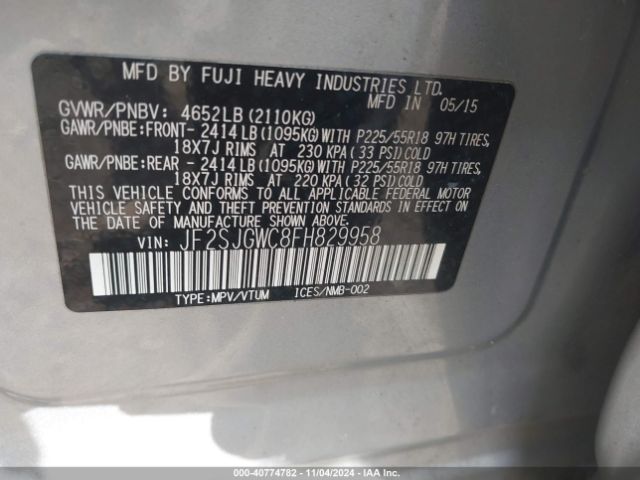 MFD BY FUJI HEAVY INDUSTRIES LTD.
MFD IN 05/15
GVWR/PNBV: 4652LB (2110KG)
GAWR/PNBE:FRONT- 2414LB(1095KG)WITH P225/55R18 97H TIRES,
18X7J RIMS AT 230 KPA (33 PSI)COLD
GAWR/PNBE:REAR - 2414LB(1095KG)WITH P225/55R18 97H TIRES,
18X7J RIMS AT 220 KPA (32 PSI)COLD
THIS VEHICLE CONFORMS TO ALL APPLICABLE FEDERAL MOTOR
VEHICLE SAFETY AND THEFT PREVENTION STANDARDS IN EFFECT ON
THE DATE OF MANUFACTURE SHOWN ABOVE.
VIN: JF2SJGWC8FH829958
TYPE:MPV/VTUM ICES/NMB-002
000-40774782 - 11/04/2024 - IAA Inc.